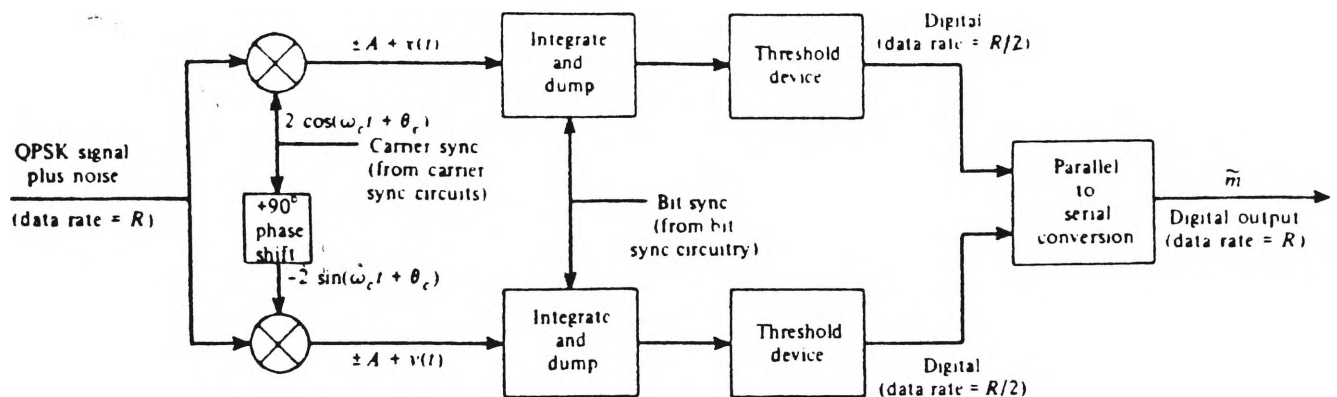 Digital
(data rate = R/2)
± A + x(t)
Integrate
and
dump
Threshold
device
2 cos(ω_c t + θ_c)
Carrier sync
(from carrier
sync circuits)
QPSK signal
plus noise
(data rate = R)
+90°
phase
shift
-2 sin(ω_c t + θ_c)
Bit sync
(from bit
sync circuitry)
Parallel
to
serial
conversion
m̃
Digital output
(data rate = R)
± A + y(t)
Integrate
and
dump
Threshold
device
Digital
(data rate = R/2)